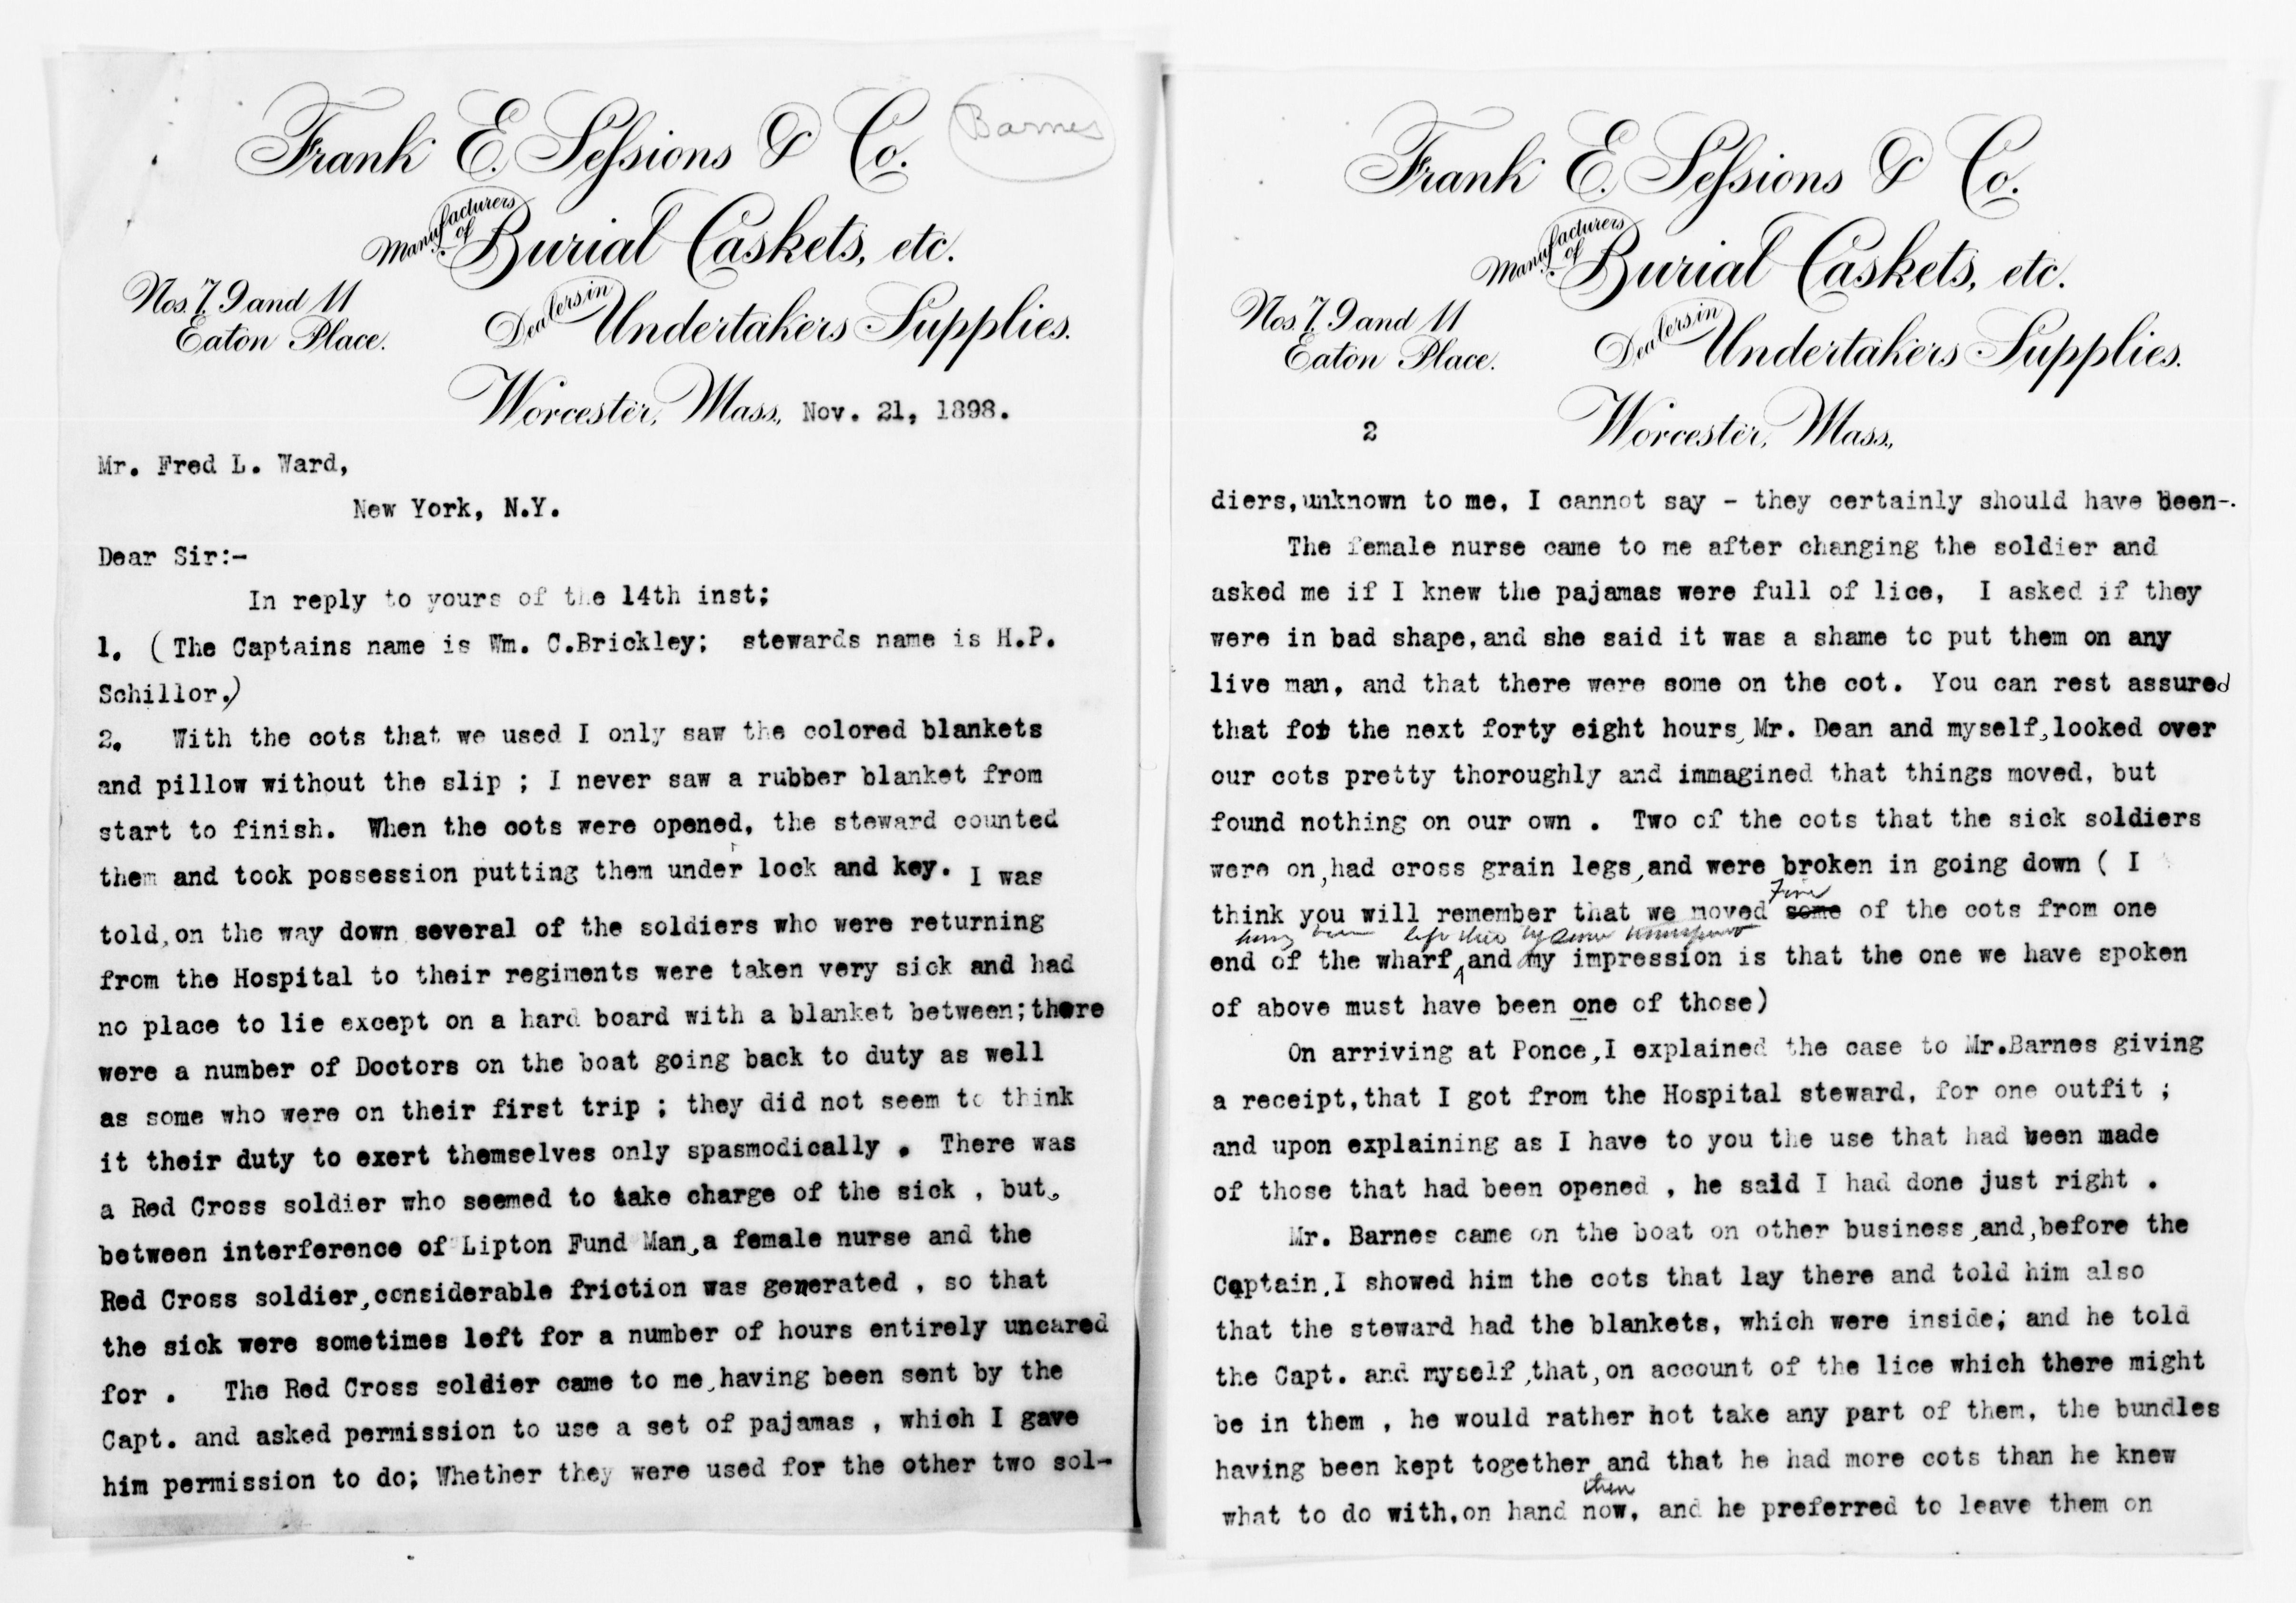 Barnes
Frank E. Sessions & Co.
Manufacturers of Burial Caskets, etc.
Nos. 7, 9 and 11
Eaton Place.
Dealers in Undertakers Supplies.
Worcester, Mass., Nov. 21, 1898.
Mr. Fred L. Ward,
New York, N.Y.
Dear Sir:-
In reply to yours of the 14th inst;
1. (The Captains name is Wm. C.Brickley; stewards name is H.P.
Schillor.)
2. With the cots that we used I only saw the colored blankets
and pillow without the slip ; I never saw a rubber blanket from
start to finish. When the cots were opened, the steward counted
them and took possession putting them under lock and key. I was
told,on the way down several of the soldiers who were returning
from the Hospital to their regiments were taken very sick and had
no place to lie except on a hard board with a blanket between;there
were a number of Doctors on the boat going back to duty as well
as some who were on their first trip ; they did not seem to think
it their duty to exert themselves only spasmodically . There was
a Red Cross soldier who seemed to take charge of the sick , but,
between interference of Lipton Fund Man,a female nurse and the
Red Cross soldier,considerable friction was generated , so that
the sick were sometimes left for a number of hours entirely uncared
for . The Red Cross soldier came to me,having been sent by the
Capt. and asked permission to use a set of pajamas , which I gave
him permission to do; Whether they were used for the other two sol-
Frank E. Sessions & Co.
Manufacturers of Burial Caskets, etc.
Nos. 7, 9 and 11
Eaton Place.
Dealers in Undertakers Supplies.
2 Worcester, Mass.,
diers,unknown to me, I cannot say - they certainly should have been-.
The female nurse came to me after changing the soldier and
asked me if I knew the pajamas were full of lice, I asked if they
were in bad shape,and she said it was a shame to put them on any
live man, and that there were some on the cot. You can rest assured
that for the next forty eight hours,Mr. Dean and myself,looked over
our cots pretty thoroughly and immagined that things moved, but
found nothing on our own . Two of the cots that the sick soldiers
were on,had cross grain legs,and were broken in going down ( I
Five
think you will remember that we moved some of the cots from one
left by some
end of the wharf,and my impression is that the one we have spoken
of above must have been one of those)
On arriving at Ponce,I explained the case to Mr.Barnes giving
a receipt,that I got from the Hospital steward, for one outfit ;
and upon explaining as I have to you the use that had been made
of those that had been opened , he said I had done just right .
Mr. Barnes came on the boat on other business,and,before the
Captain,I showed him the cots that lay there and told him also
that the steward had the blankets, which were inside; and he told
the Capt. and myself,that,on account of the lice which there might
be in them , he would rather not take any part of them, the bundles
having been kept together,and that he had more cots than he knew
then
what to do with,on hand now, and he preferred to leave them on